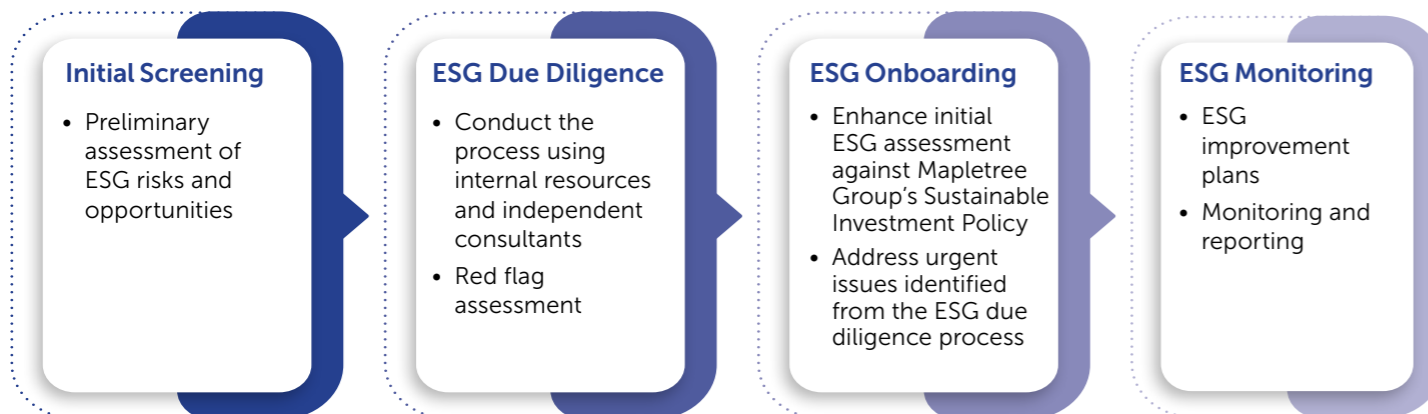 Initial Screening
• Preliminary
assessment of
ESG risks and
opportunities
ESG Due Diligence
• Conduct the
process using
internal resources
and independent
consultants
• Red flag
assessment
ESG Onboarding
• Enhance initial
ESG assessment
against Mapletree
Group's Sustainable
Investment Policy
• Address urgent
issues identified
from the ESG due
diligence process
ESG Monitoring
• ESG
improvement
plans
• Monitoring and
reporting